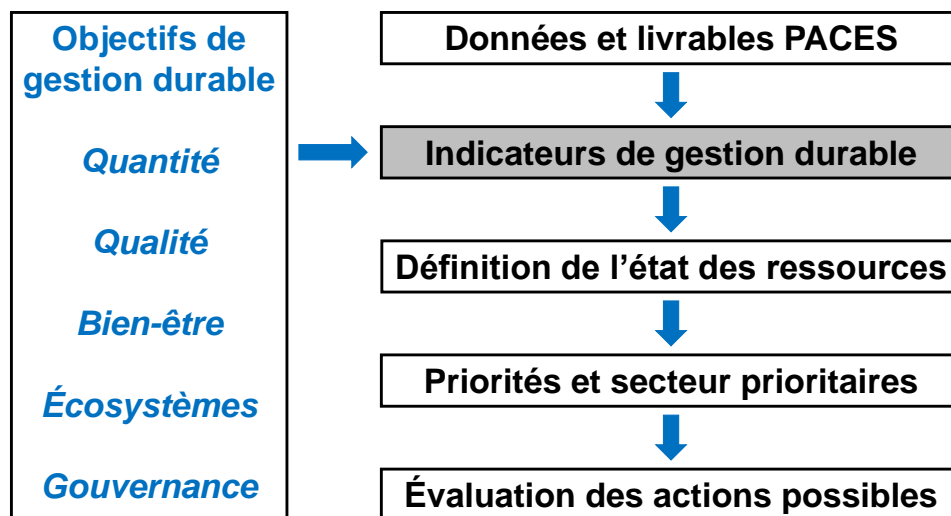 Objectifs de
gestion durable
Quantité
Qualité
Bien-être
Écosystèmes
Gouvernance
Données et livrables PACES
Indicateurs de gestion durable
Définition de l'état des ressources
Priorités et secteur prioritaires
Évaluation des actions possibles